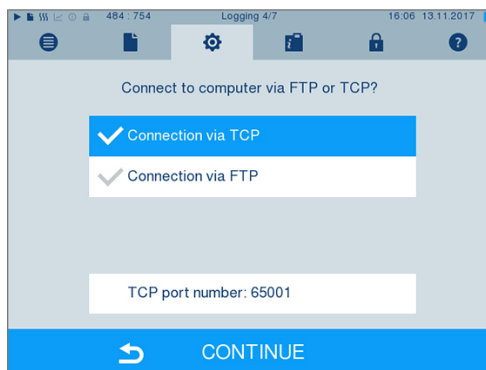 484 : 754 Logging 4/7 16:06 13.11.2017
i ?
Connect to computer via FTP or TCP?
Connection via TCP
Connection via FTP
TCP port number: 65001
CONTINUE